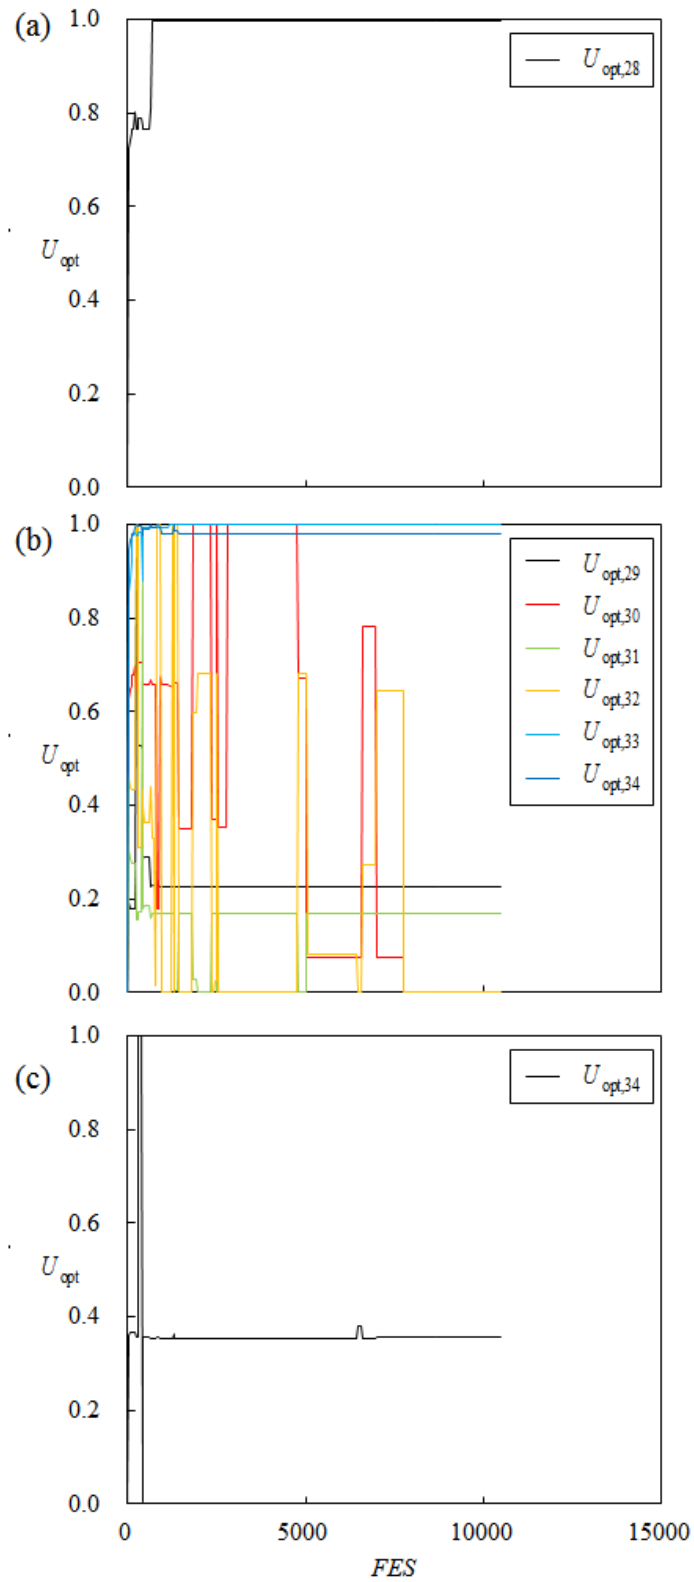 (a)
1.0
0.8
0.6
U opt
0.4
0.2
0.0
U opt,28
(b)
1.0
0.8
0.6
U opt
0.4
0.2
0.0
U opt,29
U opt,30
U opt,31
U opt,32
U opt,33
U opt,34
(c)
1.0
0.8
0.6
U opt
0.4
0.2
0.0
U opt,34
0 5000 10000 15000
FES